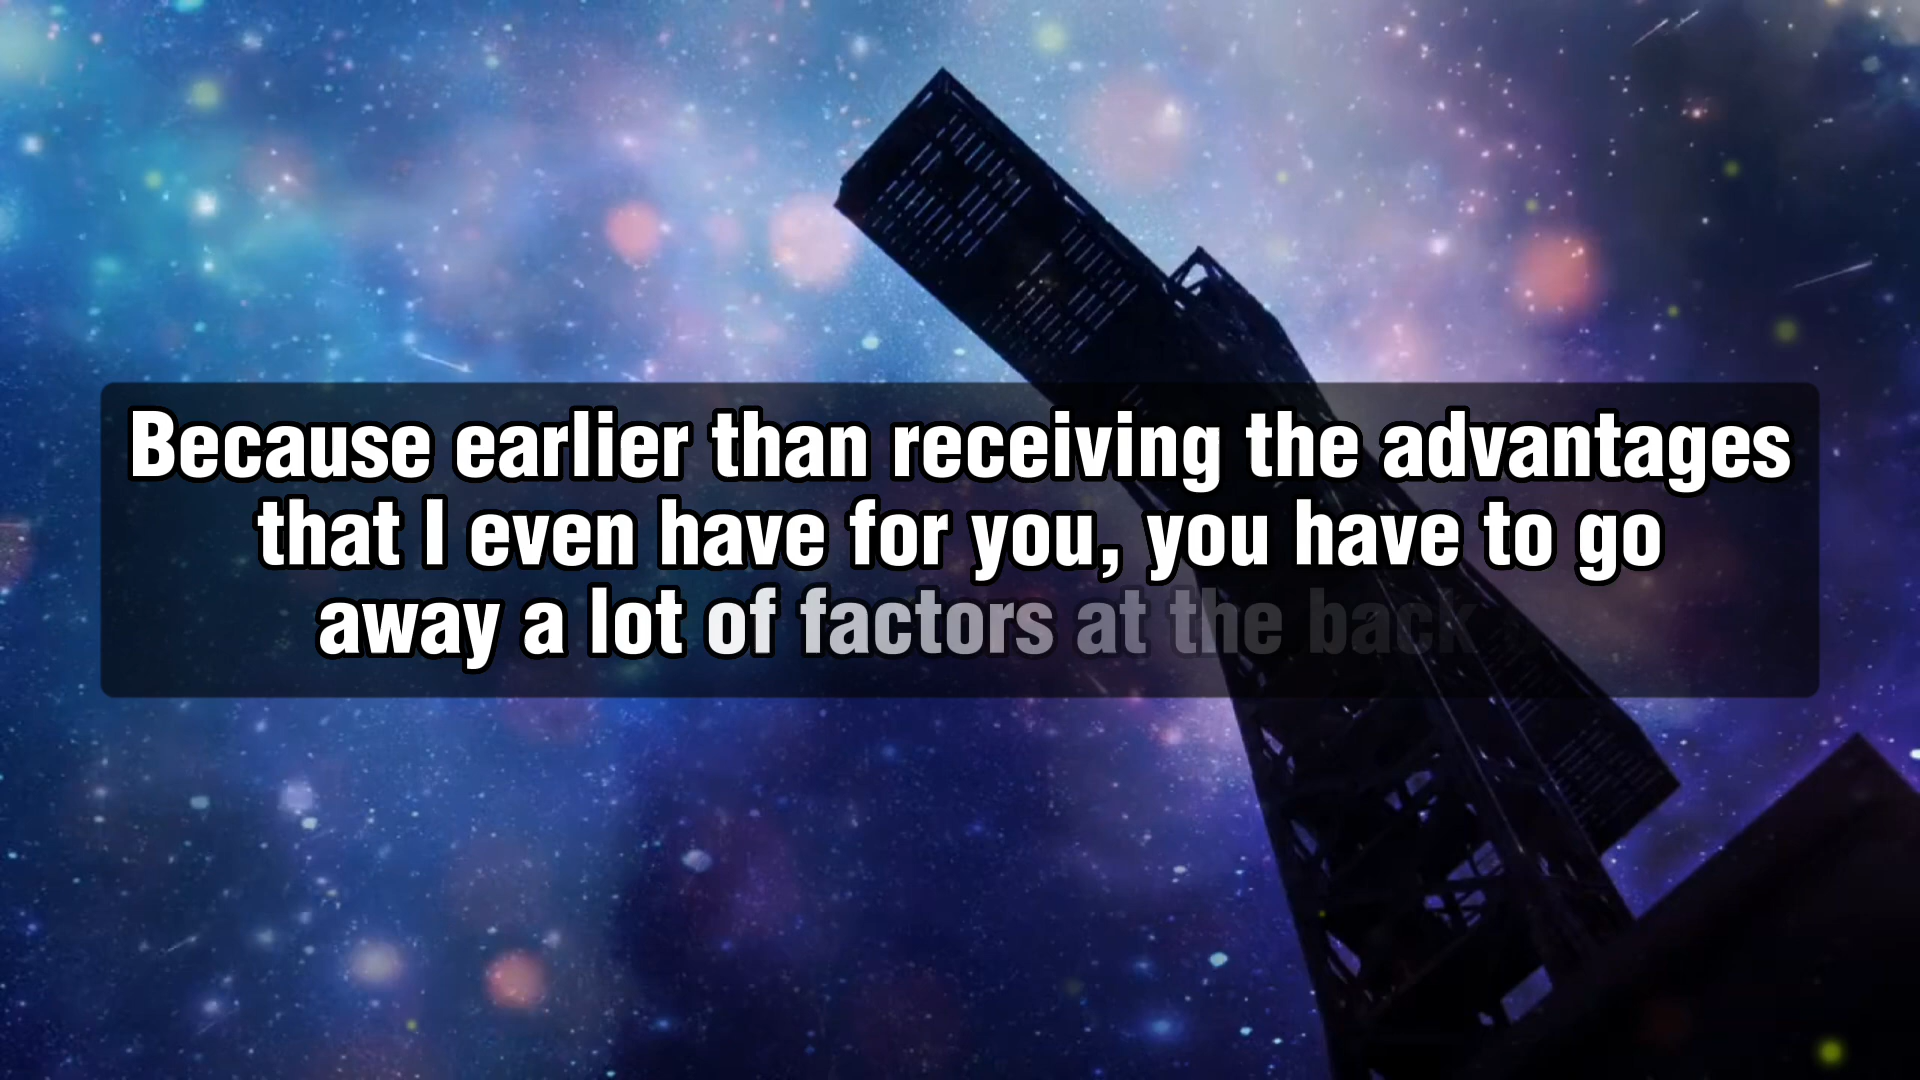 Because earlier than receiving the advantages
that I even have for you, you have to go
away a lot of factors at the back